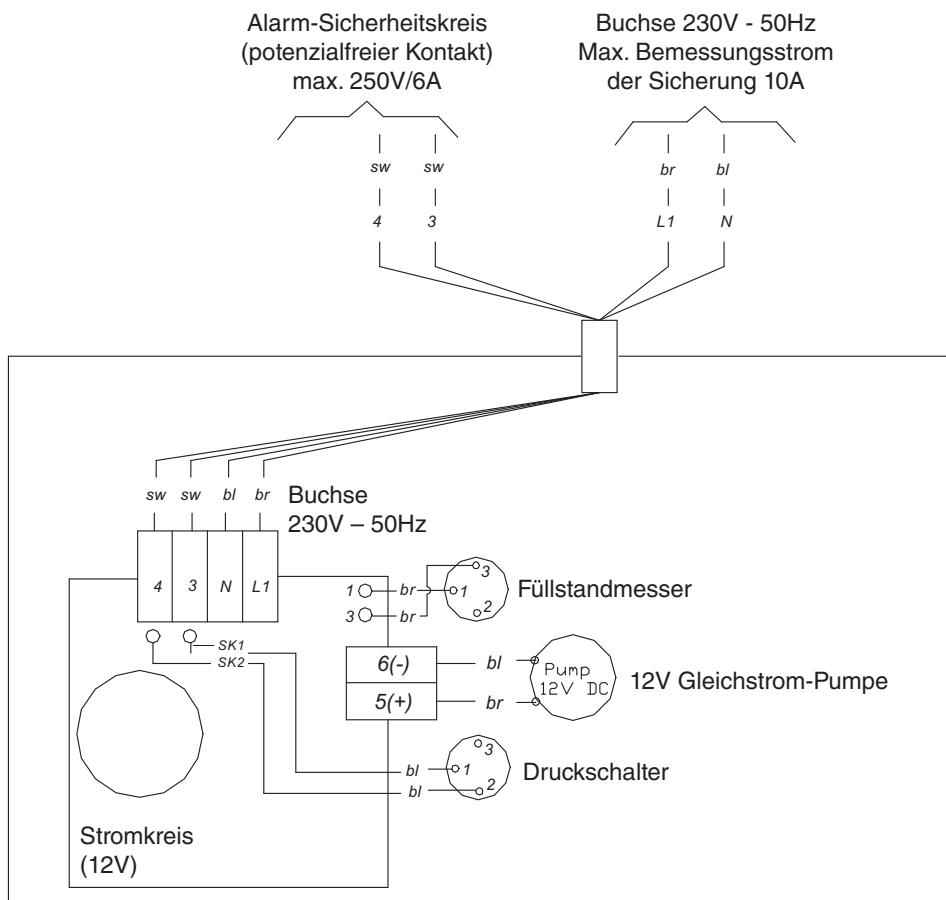 Alarm-Sicherheitskreis
(potenzialfreier Kontakt)
max. 250V/6A
Buchse 230V - 50Hz
Max. Bemessungsstrom
der Sicherung 10A
sw sw br bl
4 3 L1 N
sw sw bl br
Buchse
230V – 50Hz
4 3 N L1
1 br 1 3 2
3 br
Füllstandmesser
SK1
SK2
6(-) bl
5(+) br
Pump
12V DC
12V Gleichstrom-Pumpe
bl 1 3
bl 2
Druckschalter
Stromkreis
(12V)